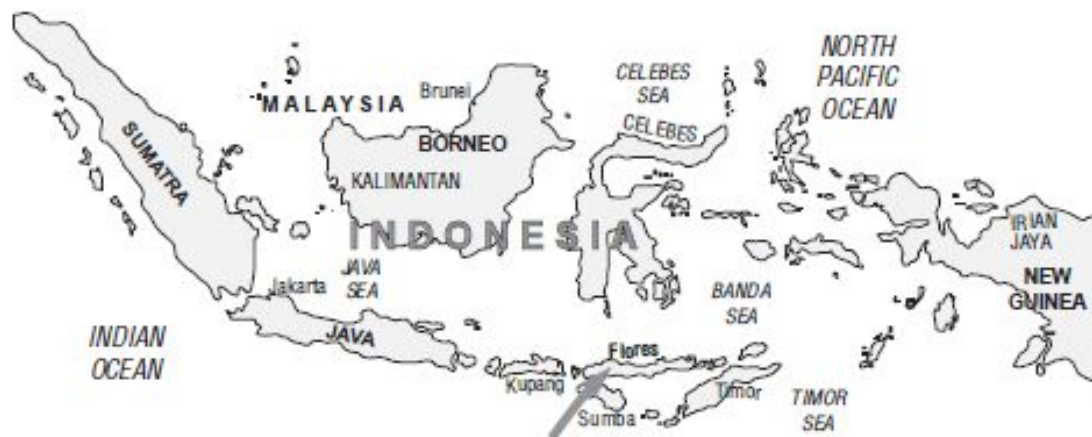 NORTH
PACIFIC
OCEAN
CELEBES
SEA
MALAYSIA
Brunei
CELEBES
BORNEO
SUMATRA
KALIMANTAN
INDONESIA
IRIAN
JAYA
JAVA
SEA
NEW
GUINEA
Jakarta
BANDA
SEA
INDIAN
OCEAN
JAVA
Flores
Kupang
Timor
Sumba
TIMOR
SEA